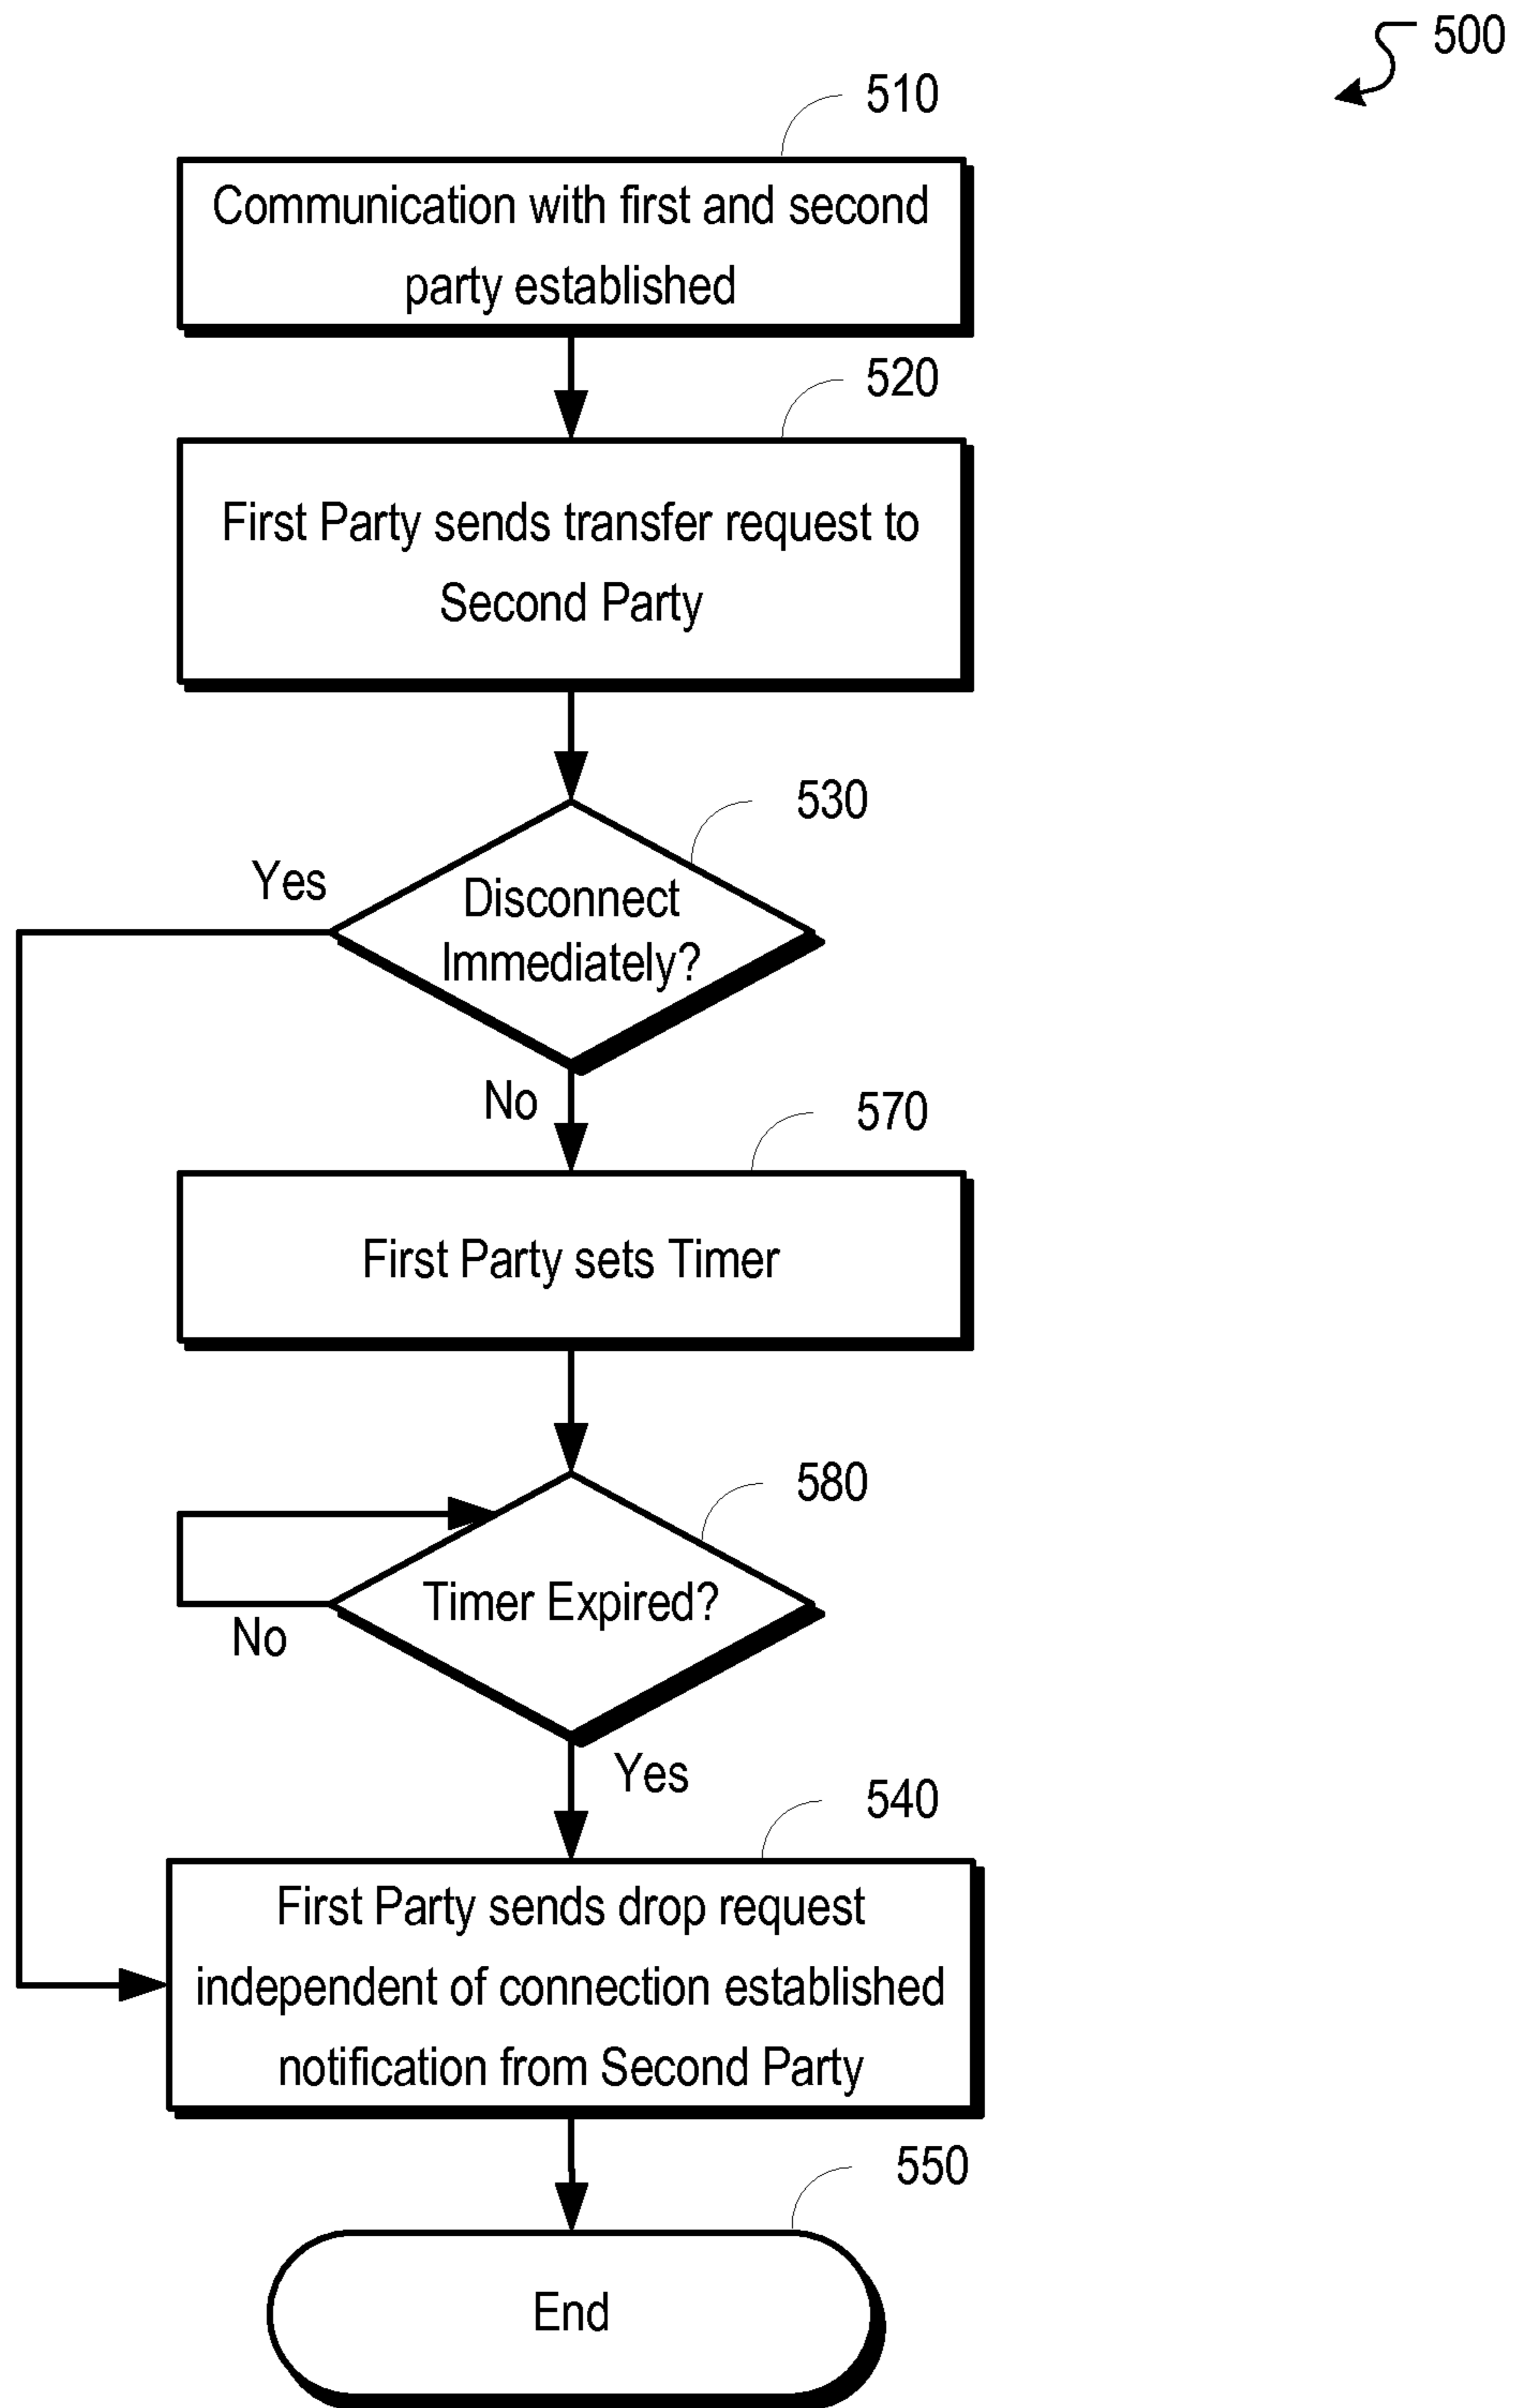 500
510
Communication with first and second
party established
520
First Party sends transfer request to
Second Party
530
Yes
Disconnect
Immediately?
No
570
First Party sets Timer
580
Timer Expired?
No
Yes
540
First Party sends drop request
independent of connection established
notification from Second Party
550
End